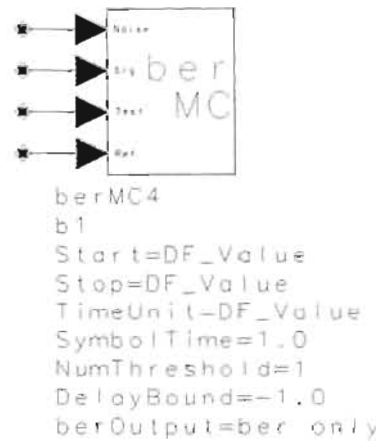 Noise
Sig
ber
Test
MC
Ref
berMC4
b1
Start=DF_Value
Stop=DF_Value
TimeUnit=DF_Value
SymbolTime=1.0
NumThreshold=1
DelayBound=-1.0
berOutput=ber only